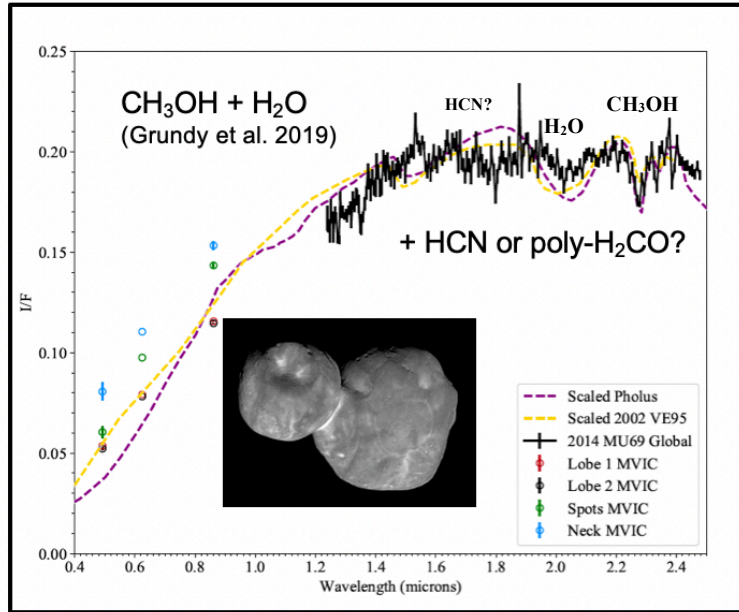 CH₃OH + H₂O
(Grundy et al. 2019)
HCN?
H₂O
CH₃OH
+ HCN or poly-H₂CO?
I/F
0.25
0.20
0.15
0.10
0.05
0.00
0.4 0.6 0.8 1.0 1.2 1.4 1.6 1.8 2.0 2.2 2.4
Wavelength (microns)
Scaled Pholus
Scaled 2002 VE95
2014 MU69 Global
Lobe 1 MVIC
Lobe 2 MVIC
Spots MVIC
Neck MVIC